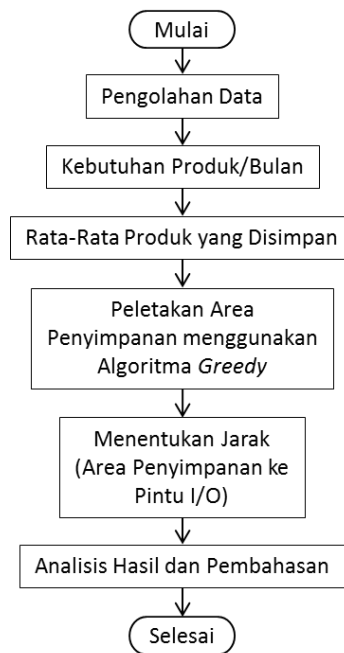 Mulai
Pengolahan Data
Kebutuhan Produk/Bulan
Rata-Rata Produk yang Disimpan
Peletakan Area
Penyimpanan menggunakan
Algoritma Greedy
Menentukan Jarak
(Area Penyimpanan ke
Pintu I/O)
Analisis Hasil dan Pembahasan
Selesai